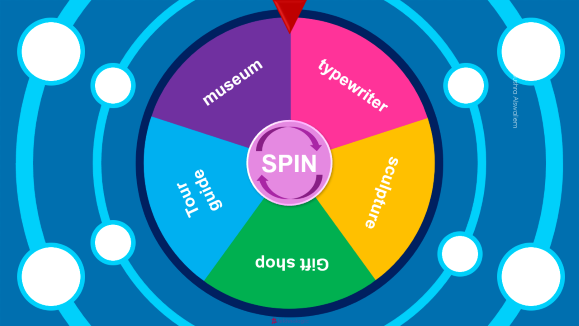 museum
typewriter
SPIN
Tour
guide
sculpture
Gift shop